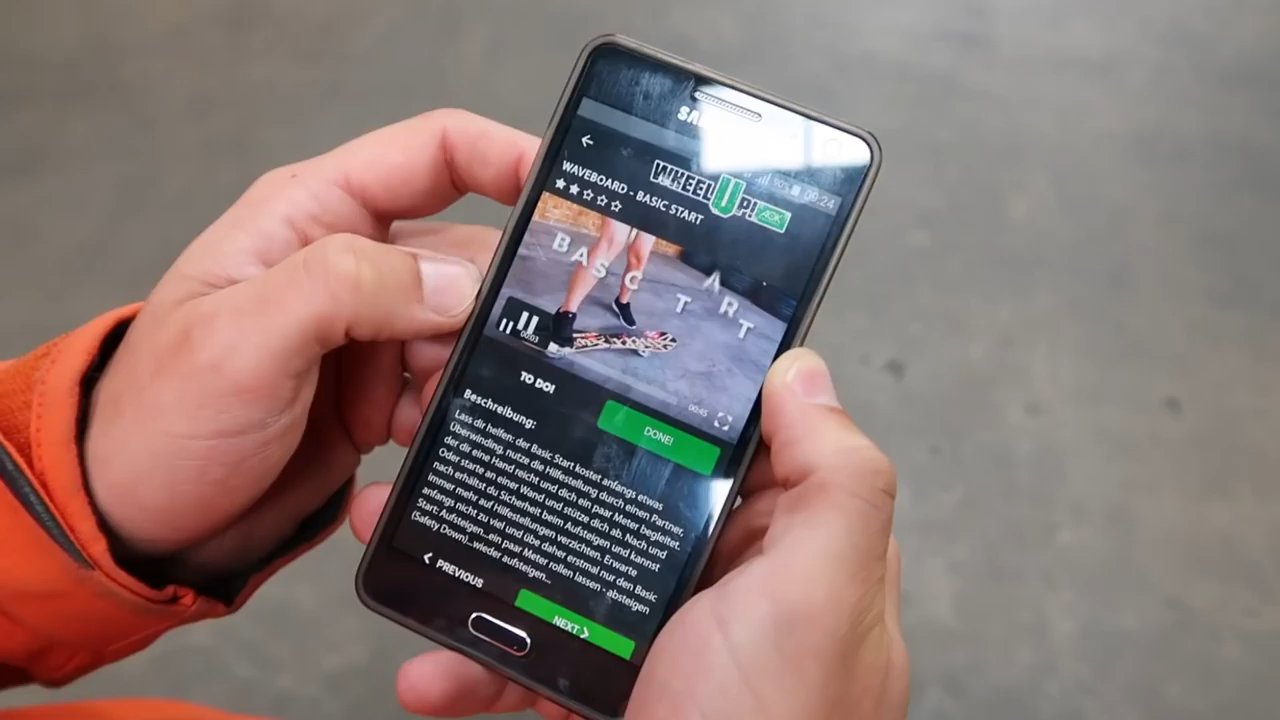 SA
90% 09:24
WHEEL UP!
AOK
WAVEBOARD - BASIC START
BASIC
ART
T
00:03
00:45
TO DO!
DONE!
Beschreibung:
Lass dir helfen: der Basic Start kostet anfangs etwas
Überwindung, nutze die Hilfestellung durch einen Partner,
der dir eine Hand reicht und dich ein paar Meter begleitet.
Oder starte an einer Wand und stütze dich ab. Nach und
nach erhältst du Sicherheit beim Aufsteigen und kannst
immer mehr auf Hilfestellungen verzichten. Erwarte
anfangs nicht zu viel und übe daher erstmal nur den Basic
Start: Aufsteigen...ein paar Meter rollen lassen - absteigen
(Safety Down)...wieder aufsteigen...
PREVIOUS
NEXT